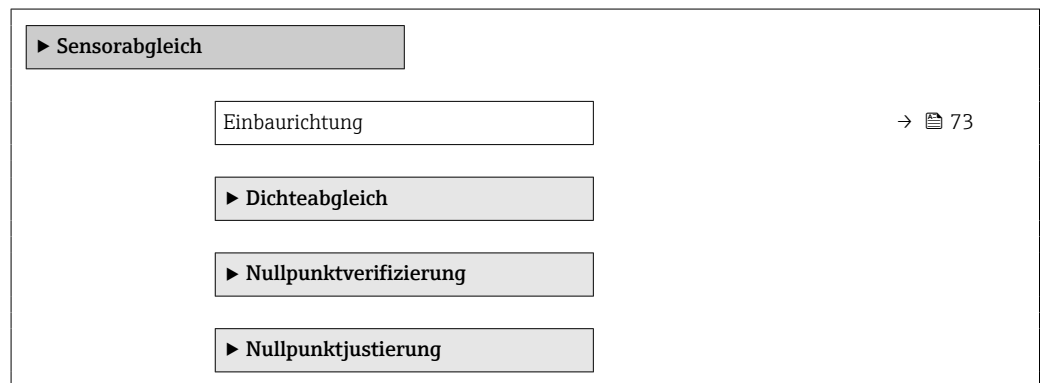 ▶ Sensorabgleich
Einbaurichtung → 73
▶ Dichteabgleich
▶ Nullpunktverifizierung
▶ Nullpunktjustierung